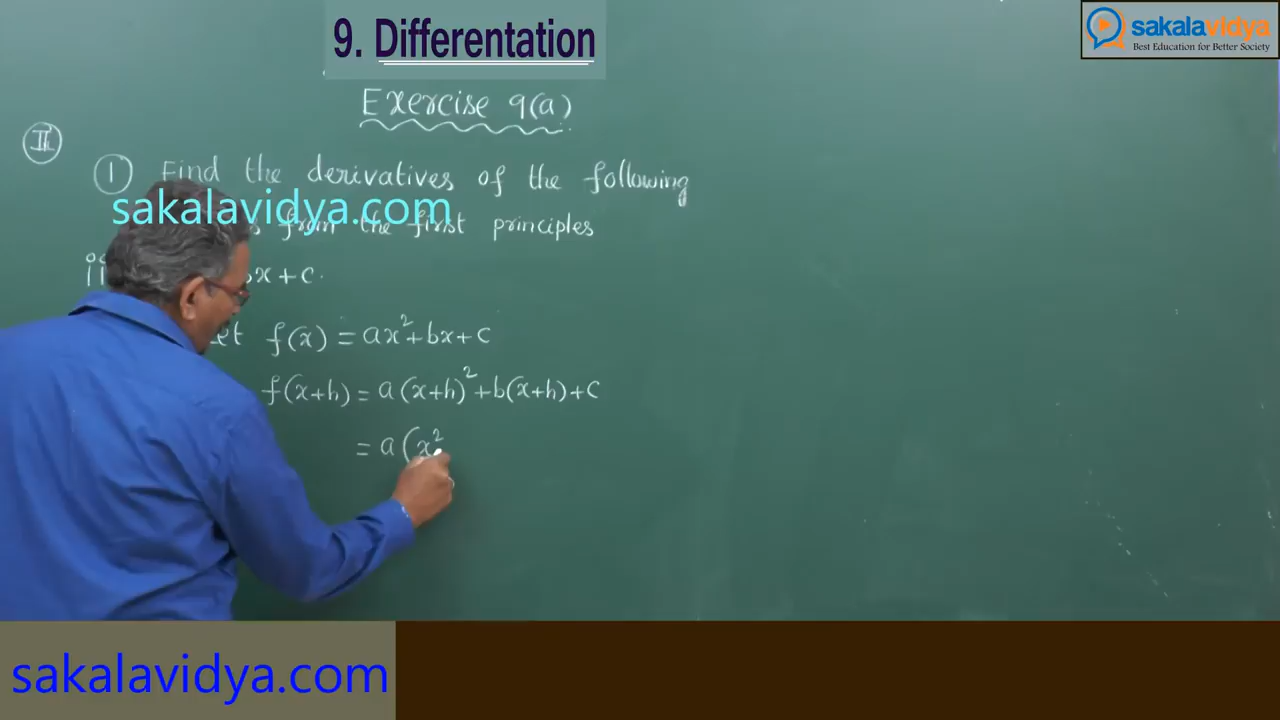 9. Differentation
sakalavidya
Best Education for Better Society
Exercise 9(a)
II
1 Find the derivatives of the following
sakalavidya.com
from the first principles
x + c.
f(x) = ax² + bx + c
f(x+h) = a(x+h)² + b(x+h) + c
= a(x²
sakalavidya.com